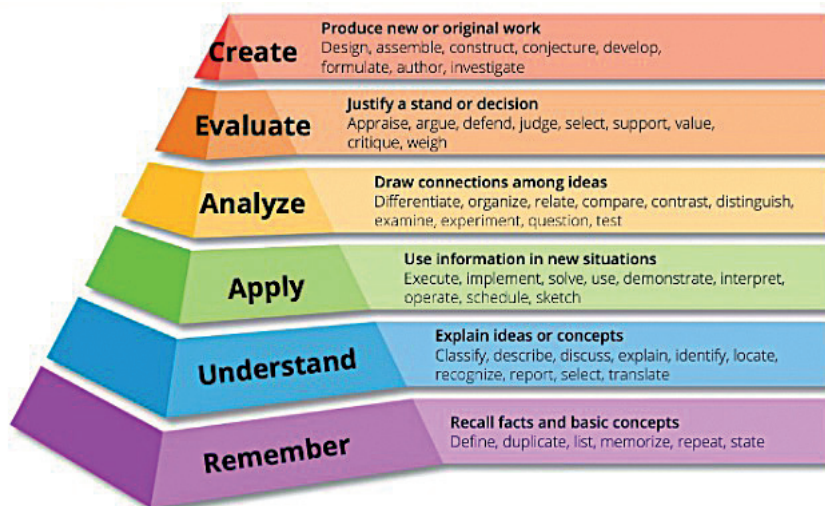 Create
Produce new or original work
Design, assemble, construct, conjecture, develop,
formulate, author, investigate
Evaluate
Justify a stand or decision
Appraise, argue, defend, judge, select, support, value,
critique, weigh
Analyze
Draw connections among ideas
Differentiate, organize, relate, compare, contrast, distinguish,
examine, experiment, question, test
Apply
Use information in new situations
Execute, implement, solve, use, demonstrate, interpret,
operate, schedule, sketch
Understand
Explain ideas or concepts
Classify, describe, discuss, explain, identify, locate,
recognize, report, select, translate
Remember
Recall facts and basic concepts
Define, duplicate, list, memorize, repeat, state